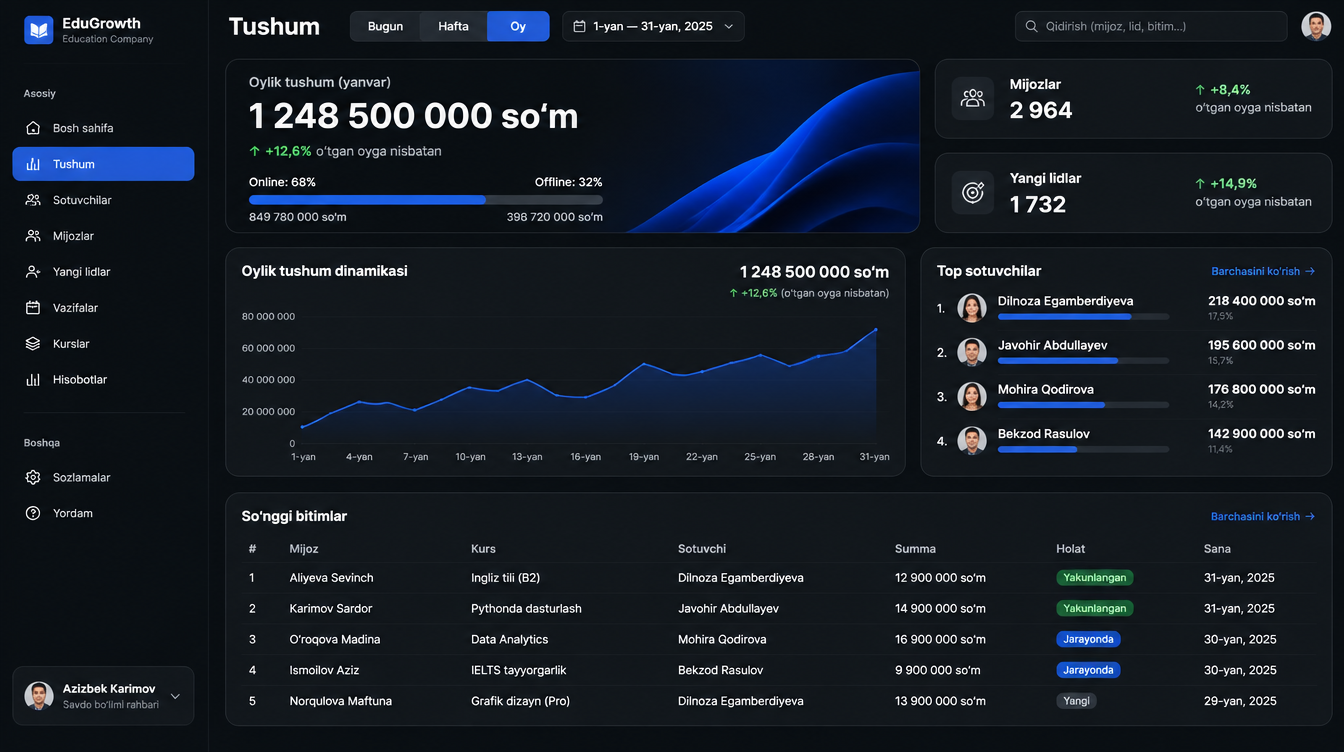 EduGrowth
Education Company
Asosiy
Bosh sahifa
Tushum
Sotuvchilar
Mijozlar
Yangi lidlar
Vazifalar
Kurslar
Hisobotlar
Boshqa
Sozlamalar
Yordam
Azizbek Karimov
Savdo bo‘limi rahbari
Tushum
Bugun
Hafta
Oy
1-yan — 31-yan, 2025
Qidirish (mijoz, lid, bitim...)
Oylik tushum (yanvar)
1 248 500 000 so‘m
↑ +12,6% o‘tgan oyga nisbatan
Online: 68% Offline: 32%
849 780 000 so‘m 398 720 000 so‘m
Mijozlar
2 964
↑ +8,4%
o‘tgan oyga nisbatan
Yangi lidlar
1 732
↑ +14,9%
o‘tgan oyga nisbatan
Oylik tushum dinamikasi
1 248 500 000 so‘m
↑ +12,6% (o‘tgan oyga nisbatan)
80 000 000
60 000 000
40 000 000
20 000 000
0
1-yan 4-yan 7-yan 10-yan 13-yan 16-yan 19-yan 22-yan 25-yan 28-yan 31-yan
Top sotuvchilar
Barchasini ko‘rish →
1. Dilnoza Egamberdiyeva 218 400 000 so‘m
17,5%
2. Javohir Abdullayev 195 600 000 so‘m
15,7%
3. Mohira Qodirova 176 800 000 so‘m
14,2%
4. Bekzod Rasulov 142 900 000 so‘m
11,4%
So‘nggi bitimlar
Barchasini ko‘rish →
# Mijoz Kurs Sotuvchi Summa Holat Sana
1 Aliyeva Sevinch Ingliz tili (B2) Dilnoza Egamberdiyeva 12 900 000 so‘m Yakunlangan 31-yan, 2025
2 Karimov Sardor Pythonda dasturlash Javohir Abdullayev 14 900 000 so‘m Yakunlangan 31-yan, 2025
3 O‘roqova Madina Data Analytics Mohira Qodirova 16 900 000 so‘m Jarayonda 30-yan, 2025
4 Ismoilov Aziz IELTS tayyorgarlik Bekzod Rasulov 9 900 000 so‘m Jarayonda 30-yan, 2025
5 Norqulova Maftuna Grafik dizayn (Pro) Dilnoza Egamberdiyeva 13 900 000 so‘m Yangi 29-yan, 2025